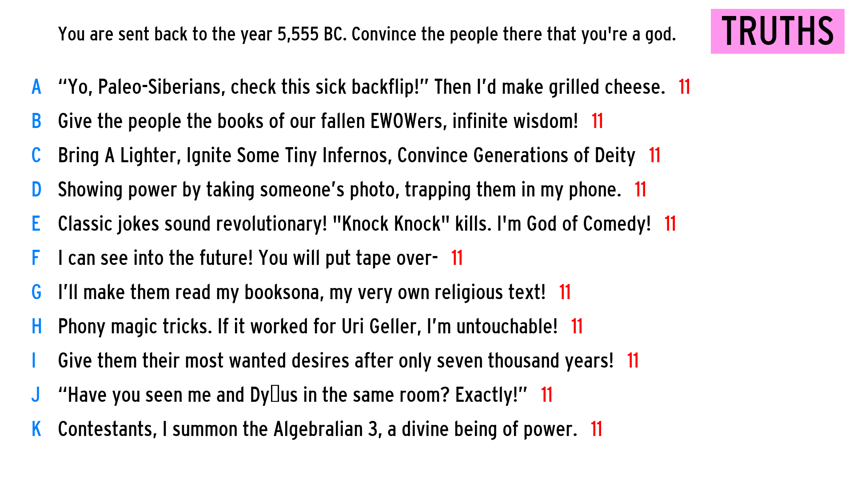 You are sent back to the year 5,555 BC. Convince the people there that you're a god.
TRUTHS
A “Yo, Paleo-Siberians, check this sick backflip!” Then I’d make grilled cheese. 11
B Give the people the books of our fallen EWOWers, infinite wisdom! 11
C Bring A Lighter, Ignite Some Tiny Infernos, Convince Generations of Deity 11
D Showing power by taking someone’s photo, trapping them in my phone. 11
E Classic jokes sound revolutionary! "Knock Knock" kills. I'm God of Comedy! 11
F I can see into the future! You will put tape over- 11
G I’ll make them read my booksona, my very own religious text! 11
H Phony magic tricks. If it worked for Uri Geller, I’m untouchable! 11
I Give them their most wanted desires after only seven thousand years! 11
J “Have you seen me and Dy▯us in the same room? Exactly!” 11
K Contestants, I summon the Algebralian 3, a divine being of power. 11